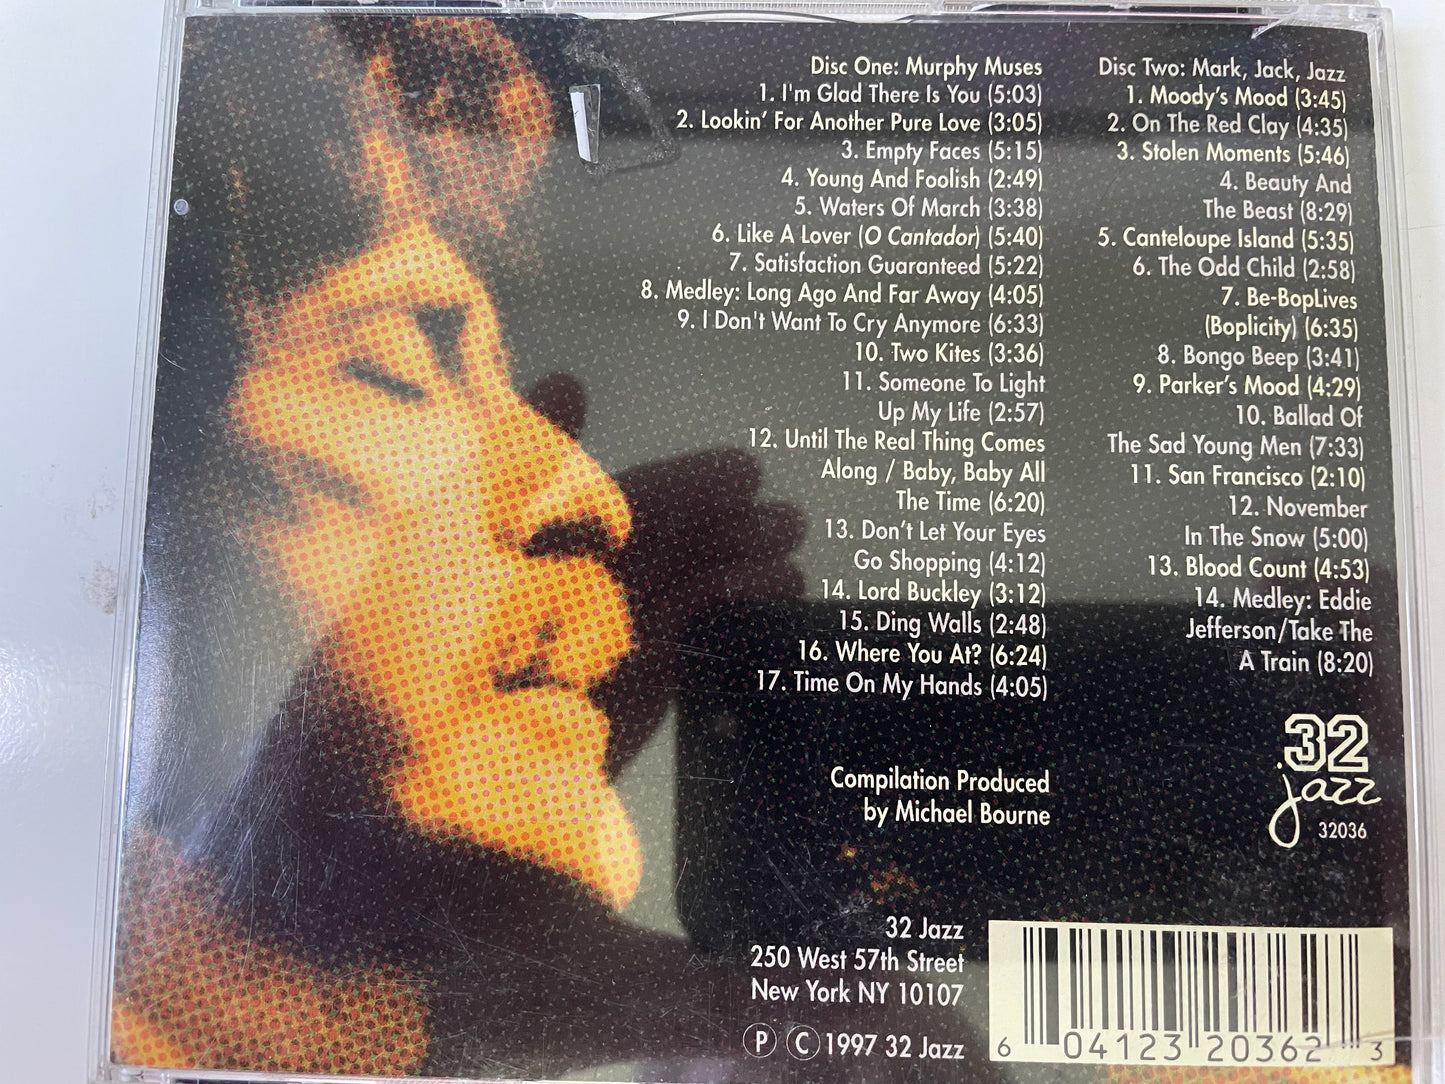 Disc One: Murphy Muses
1. I'm Glad There Is You (5:03)
2. Lookin' For Another Pure Love (3:05)
3. Empty Faces (5:15)
4. Young And Foolish (2:49)
5. Waters Of March (3:38)
6. Like A Lover (O Cantador) (5:40)
7. Satisfaction Guaranteed (5:22)
8. Medley: Long Ago And Far Away (4:05)
9. I Don't Want To Cry Anymore (6:33)
10. Two Kites (3:36)
11. Someone To Light
Up My Life (2:57)
12. Until The Real Thing Comes
Along / Baby, Baby All
The Time (6:20)
13. Don't Let Your Eyes
Go Shopping (4:12)
14. Lord Buckley (3:12)
15. Ding Walls (2:48)
16. Where You At? (6:24)
17. Time On My Hands (4:05)
Disc Two: Mark, Jack, Jazz
1. Moody's Mood (3:45)
2. On The Red Clay (4:35)
3. Stolen Moments (5:46)
4. Beauty And
The Beast (8:29)
5. Canteloupe Island (5:35)
6. The Odd Child (2:58)
7. Be-BopLives
(Boplicity) (6:35)
8. Bongo Beep (3:41)
9. Parker's Mood (4:29)
10. Ballad Of
The Sad Young Men (7:33)
11. San Francisco (2:10)
12. November
In The Snow (5:00)
13. Blood Count (4:53)
14. Medley: Eddie
Jefferson/Take The
A Train (8:20)
Compilation Produced
by Michael Bourne
32
jazz
32036
32 Jazz
250 West 57th Street
New York NY 10107
Ⓟ © 1997 32 Jazz
6 04123 20362 3